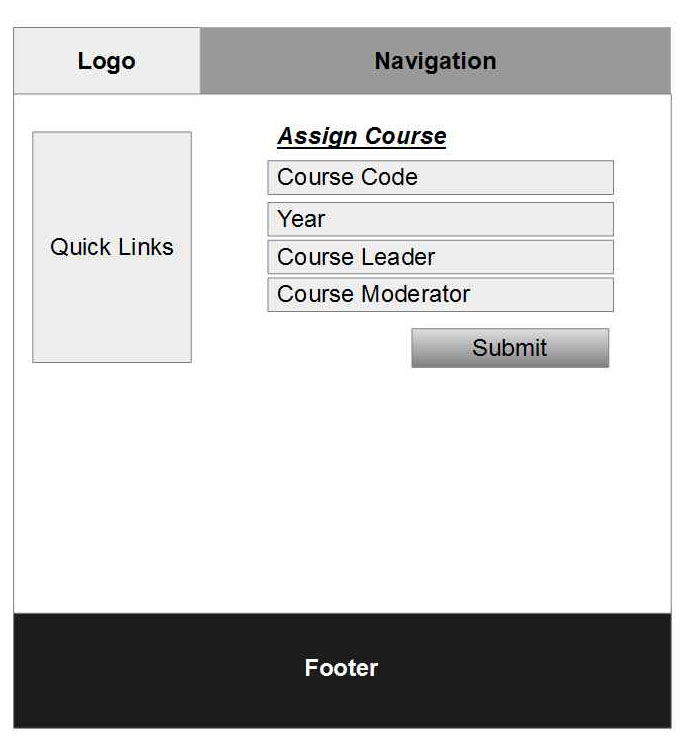 Logo
Navigation
Quick Links
Assign Course
Course Code
Year
Course Leader
Course Moderator
Submit
Footer